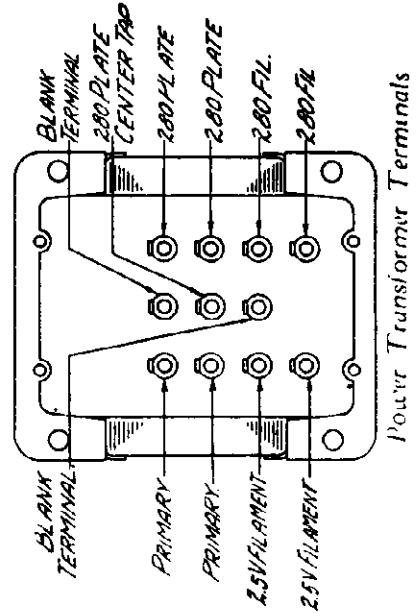 BLANK
TERMINAL
280 PLATE
CENTER TAP
280 PLATE
280 PLATE
280 FIL.
280 FIL
BLANK
TERMINAL
PRIMARY
PRIMARY.
2.5V FILAMENT
2.5V FILAMENT
Power Transformer Terminals